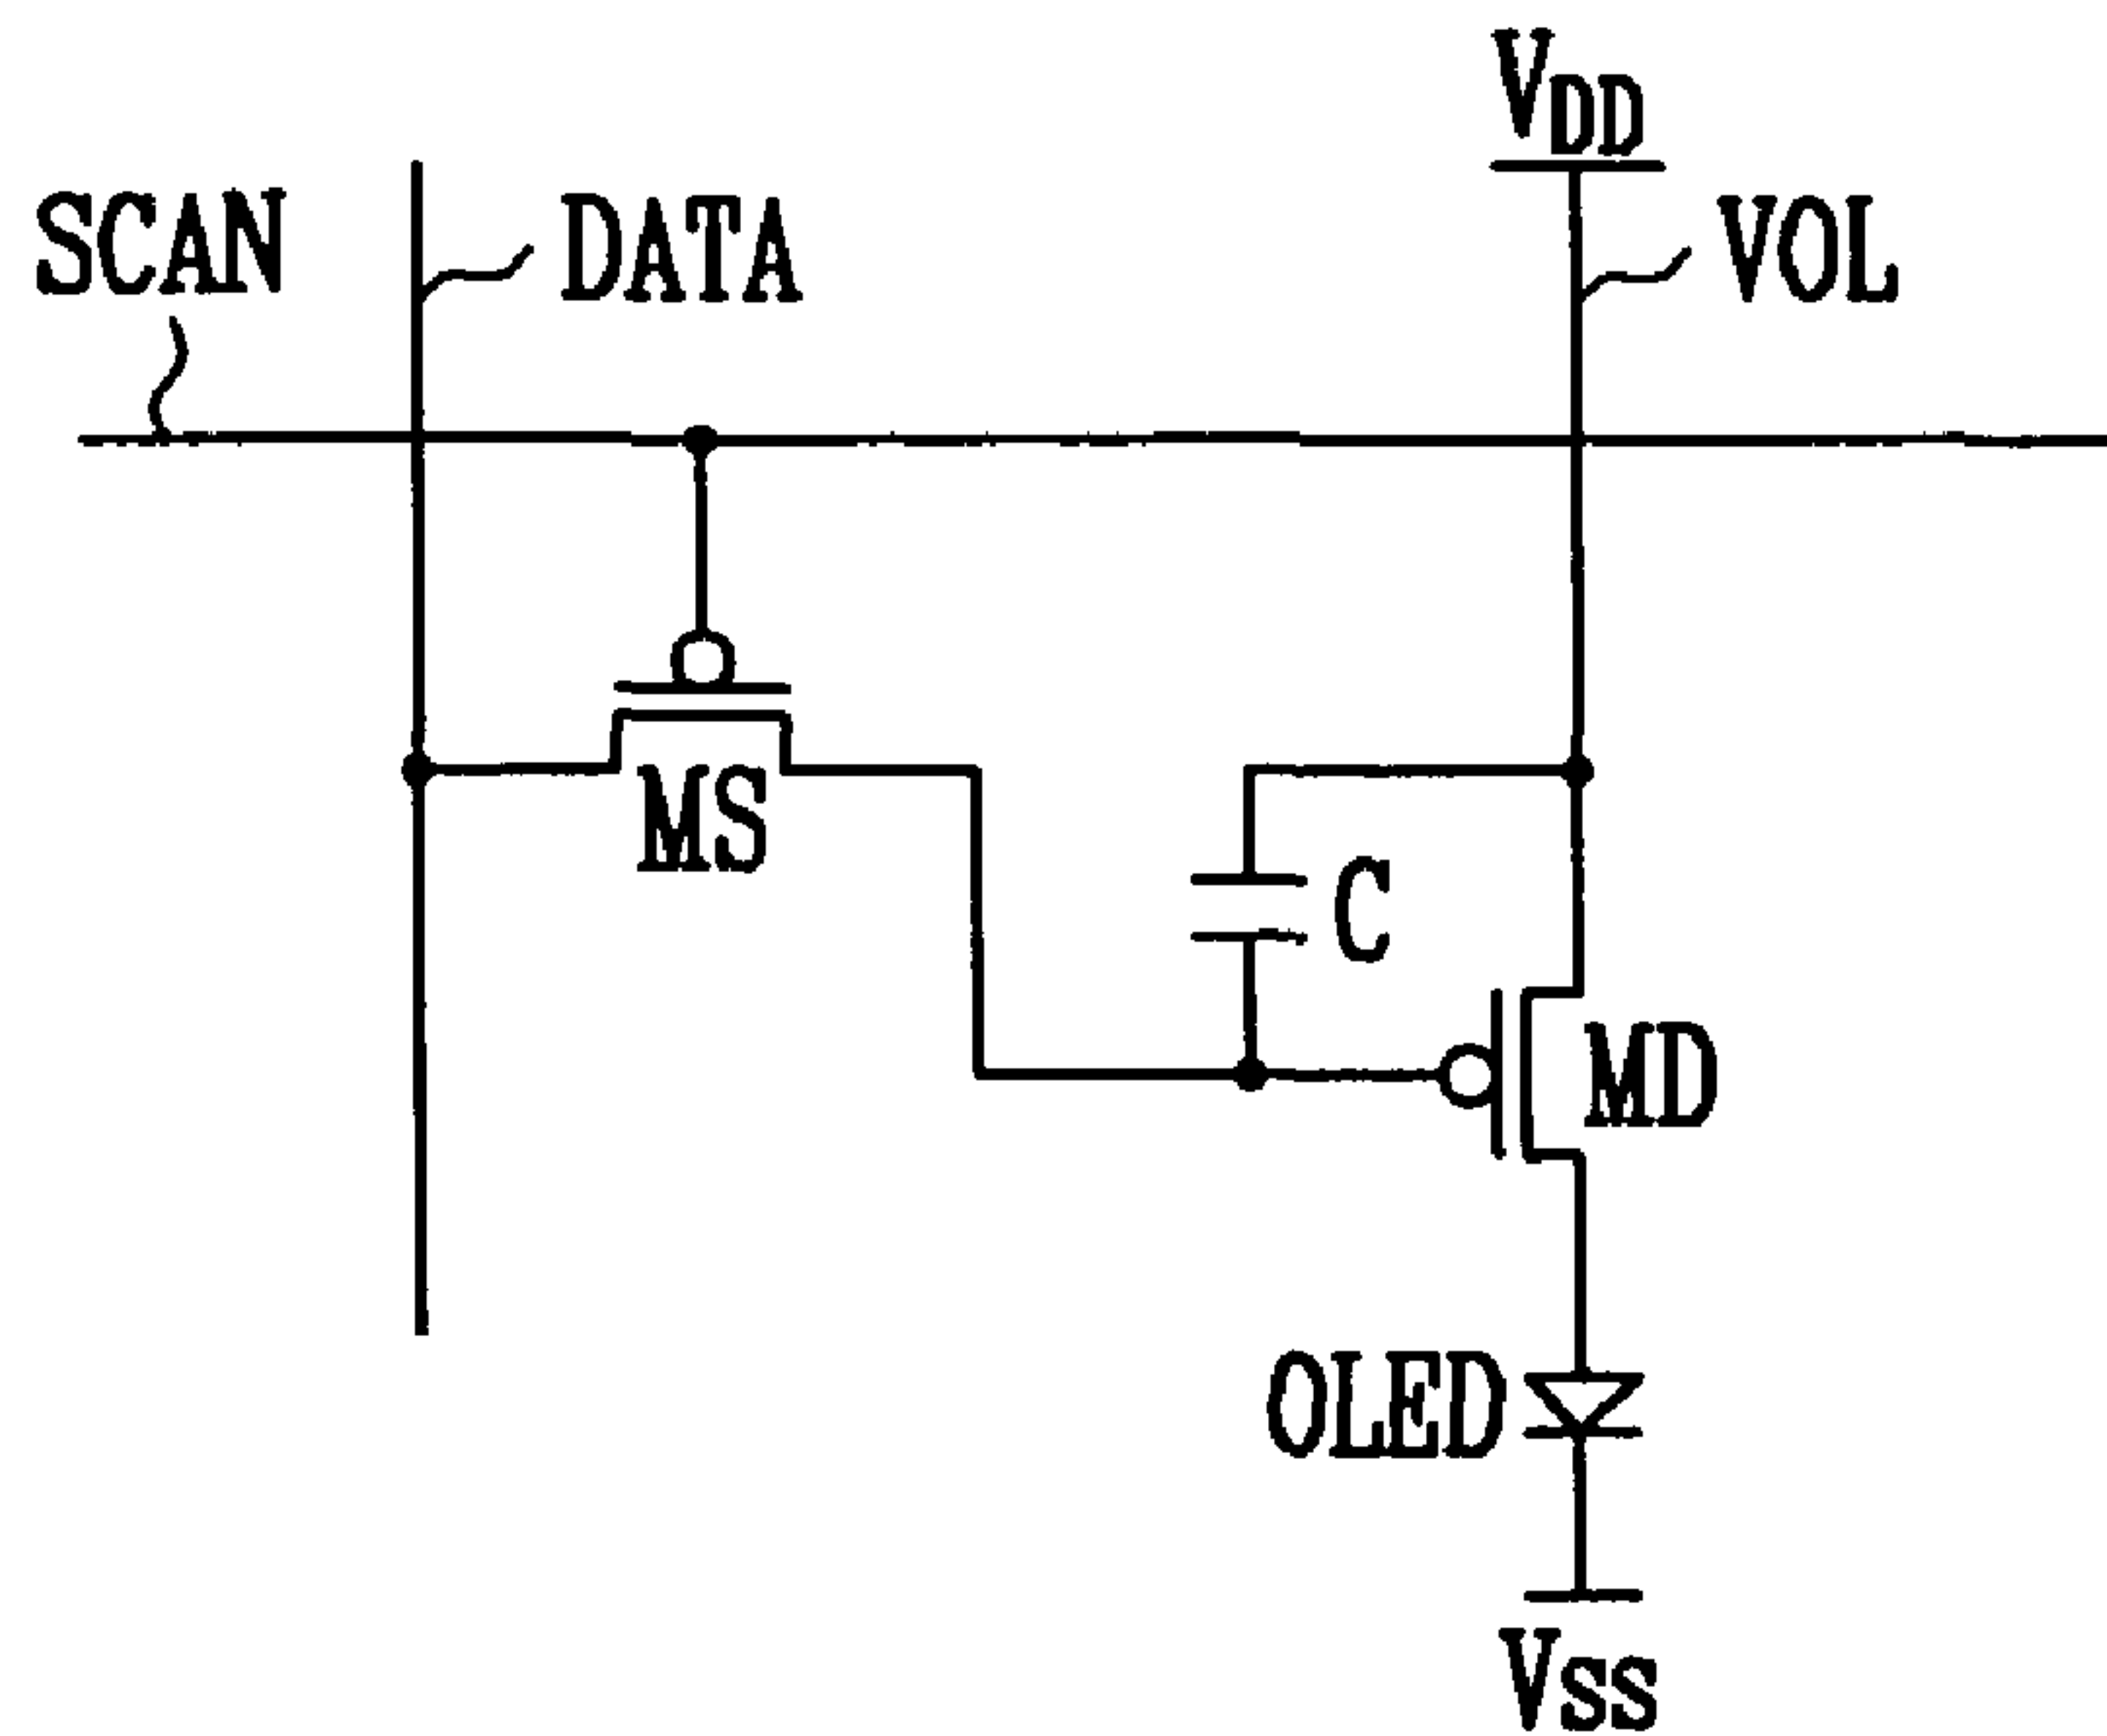 VDD
SCAN
DATA
VOL
MS
C
MD
OLED
VSS